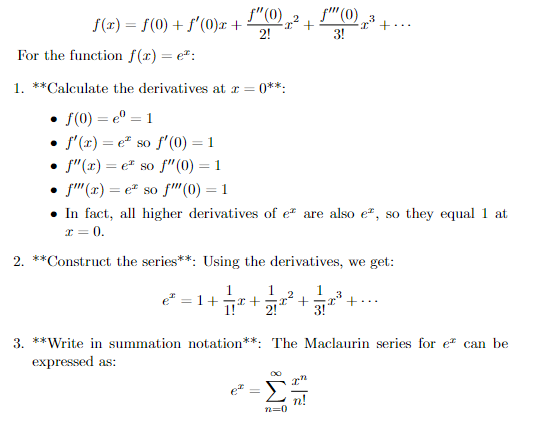 f(x) = f(0) + f'(0)x + \frac{f''(0)}{2!}x^2 + \frac{f'''(0)}{3!}x^3 + \cdots
For the function f(x) = e^x:
1. **Calculate the derivatives at x = 0**:
• f(0) = e^0 = 1
• f'(x) = e^x so f'(0) = 1
• f''(x) = e^x so f''(0) = 1
• f'''(x) = e^x so f'''(0) = 1
• In fact, all higher derivatives of e^x are also e^x, so they equal 1 at
x = 0.
2. **Construct the series**: Using the derivatives, we get:
e^x = 1 + \frac{1}{1!}x + \frac{1}{2!}x^2 + \frac{1}{3!}x^3 + \cdots
3. **Write in summation notation**: The Maclaurin series for e^x can be
expressed as:
e^x = \sum_{n=0}^{\infty} \frac{x^n}{n!}